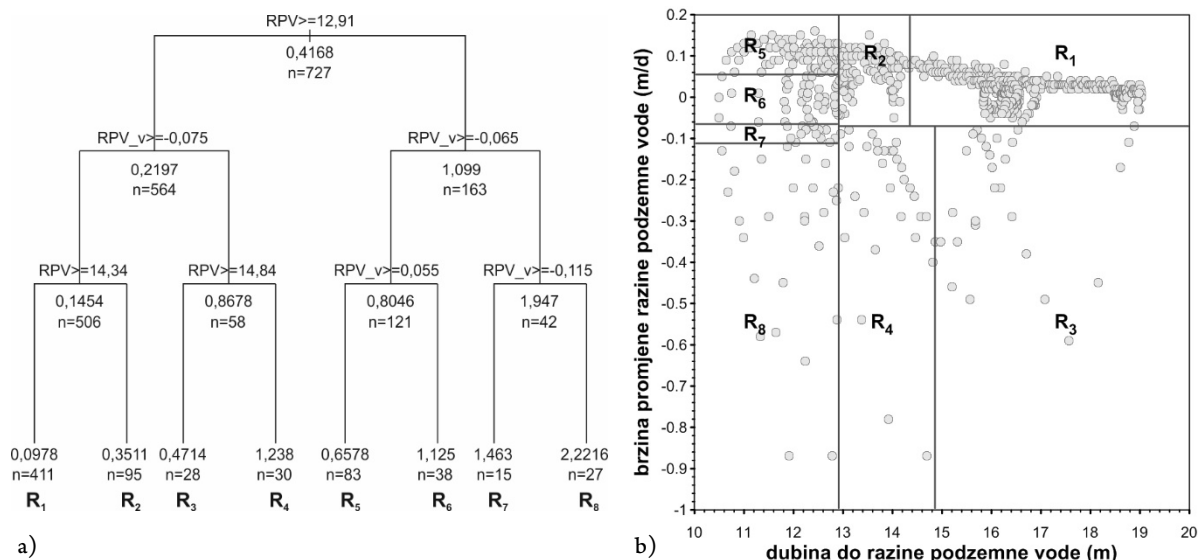 RPV>=12,91
0,4168
n=727
RPV_v>=-0,075
0,2197
n=564
RPV_v>=-0,065
1,099
n=163
RPV>=14,34
0,1454
n=506
RPV>=14,84
0,8678
n=58
RPV_v>=0,055
0,8046
n=121
RPV_v>=-0,115
1,947
n=42
0,0978
n=411
R1
0,3511
n=95
R2
0,4714
n=28
R3
1,238
n=30
R4
0,6578
n=83
R5
1,125
n=38
R6
1,463
n=15
R7
2,2216
n=27
R8
a)
brzina promjene razine podzemne vode (m/d)
0.2
0.1
0
-0.1
-0.2
-0.3
-0.4
-0.5
-0.6
-0.7
-0.8
-0.9
-1
R5
R2
R1
R6
R7
R8
R4
R3
10 11 12 13 14 15 16 17 18 19 20
dubina do razine podzemne vode (m)
b)